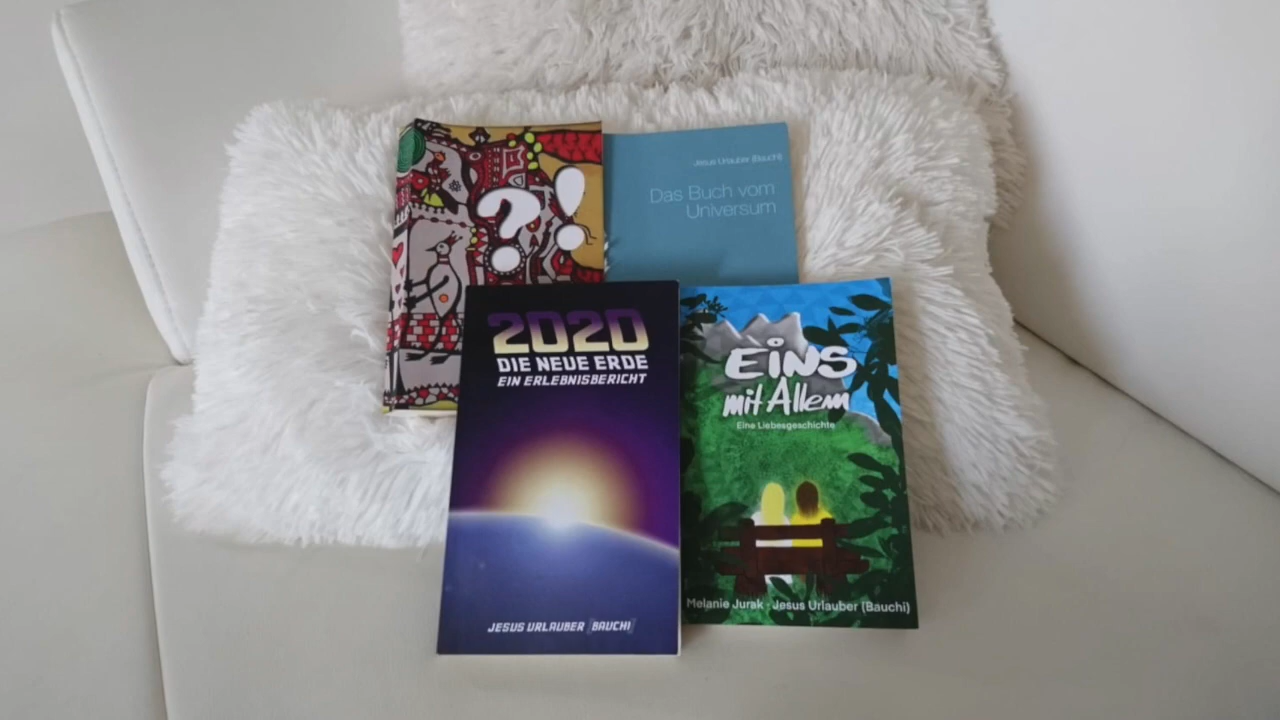 ?!
Jesus Urlauber (Bauchi)
Das Buch vom
Universum
2020
DIE NEUE ERDE
EIN ERLEBNISBERICHT
JESUS URLAUBER (BAUCHI)
EiNS
mit Allem
Eine Liebesgeschichte
Melanie Jurak · Jesus Urlauber (Bauchi)